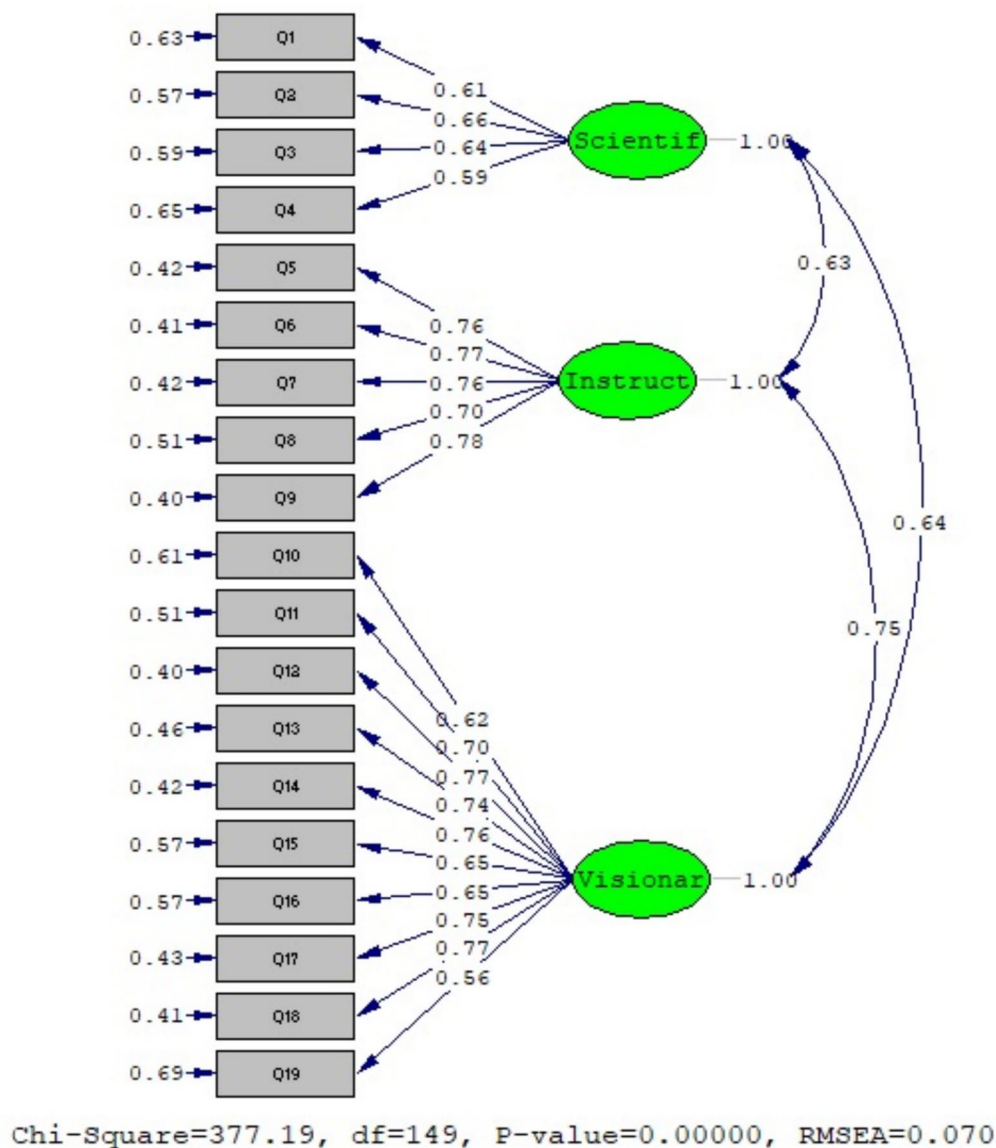 0.63 Q1
0.57 Q2
0.59 Q3
0.65 Q4
0.42 Q5
0.41 Q6
0.42 Q7
0.51 Q8
0.40 Q9
0.61 Q10
0.51 Q11
0.40 Q12
0.46 Q13
0.42 Q14
0.57 Q15
0.57 Q16
0.43 Q17
0.41 Q18
0.69 Q19
0.61
0.66
0.64
0.59
Scientif 1.00
0.76
0.77
0.76
0.70
0.78
Instruct 1.00
0.62
0.70
0.77
0.74
0.76
0.65
0.65
0.75
0.77
0.56
Visionar 1.00
0.63
0.64
0.75
Chi-Square=377.19, df=149, P-value=0.00000, RMSEA=0.070